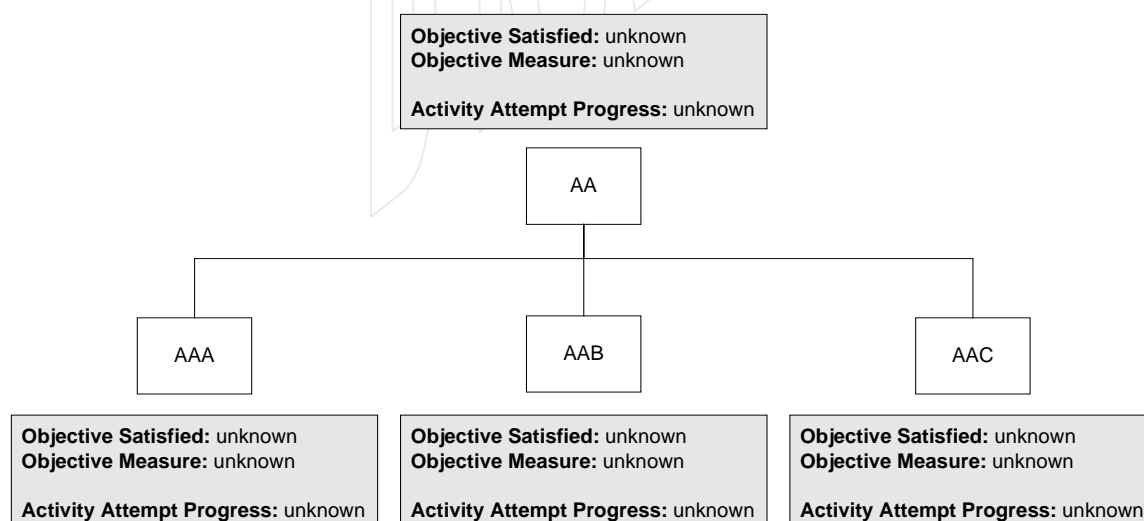 Objective Satisfied: unknown
Objective Measure: unknown
Activity Attempt Progress: unknown
AA
AAA
AAB
AAC
Objective Satisfied: unknown
Objective Measure: unknown
Activity Attempt Progress: unknown
Objective Satisfied: unknown
Objective Measure: unknown
Activity Attempt Progress: unknown
Objective Satisfied: unknown
Objective Measure: unknown
Activity Attempt Progress: unknown